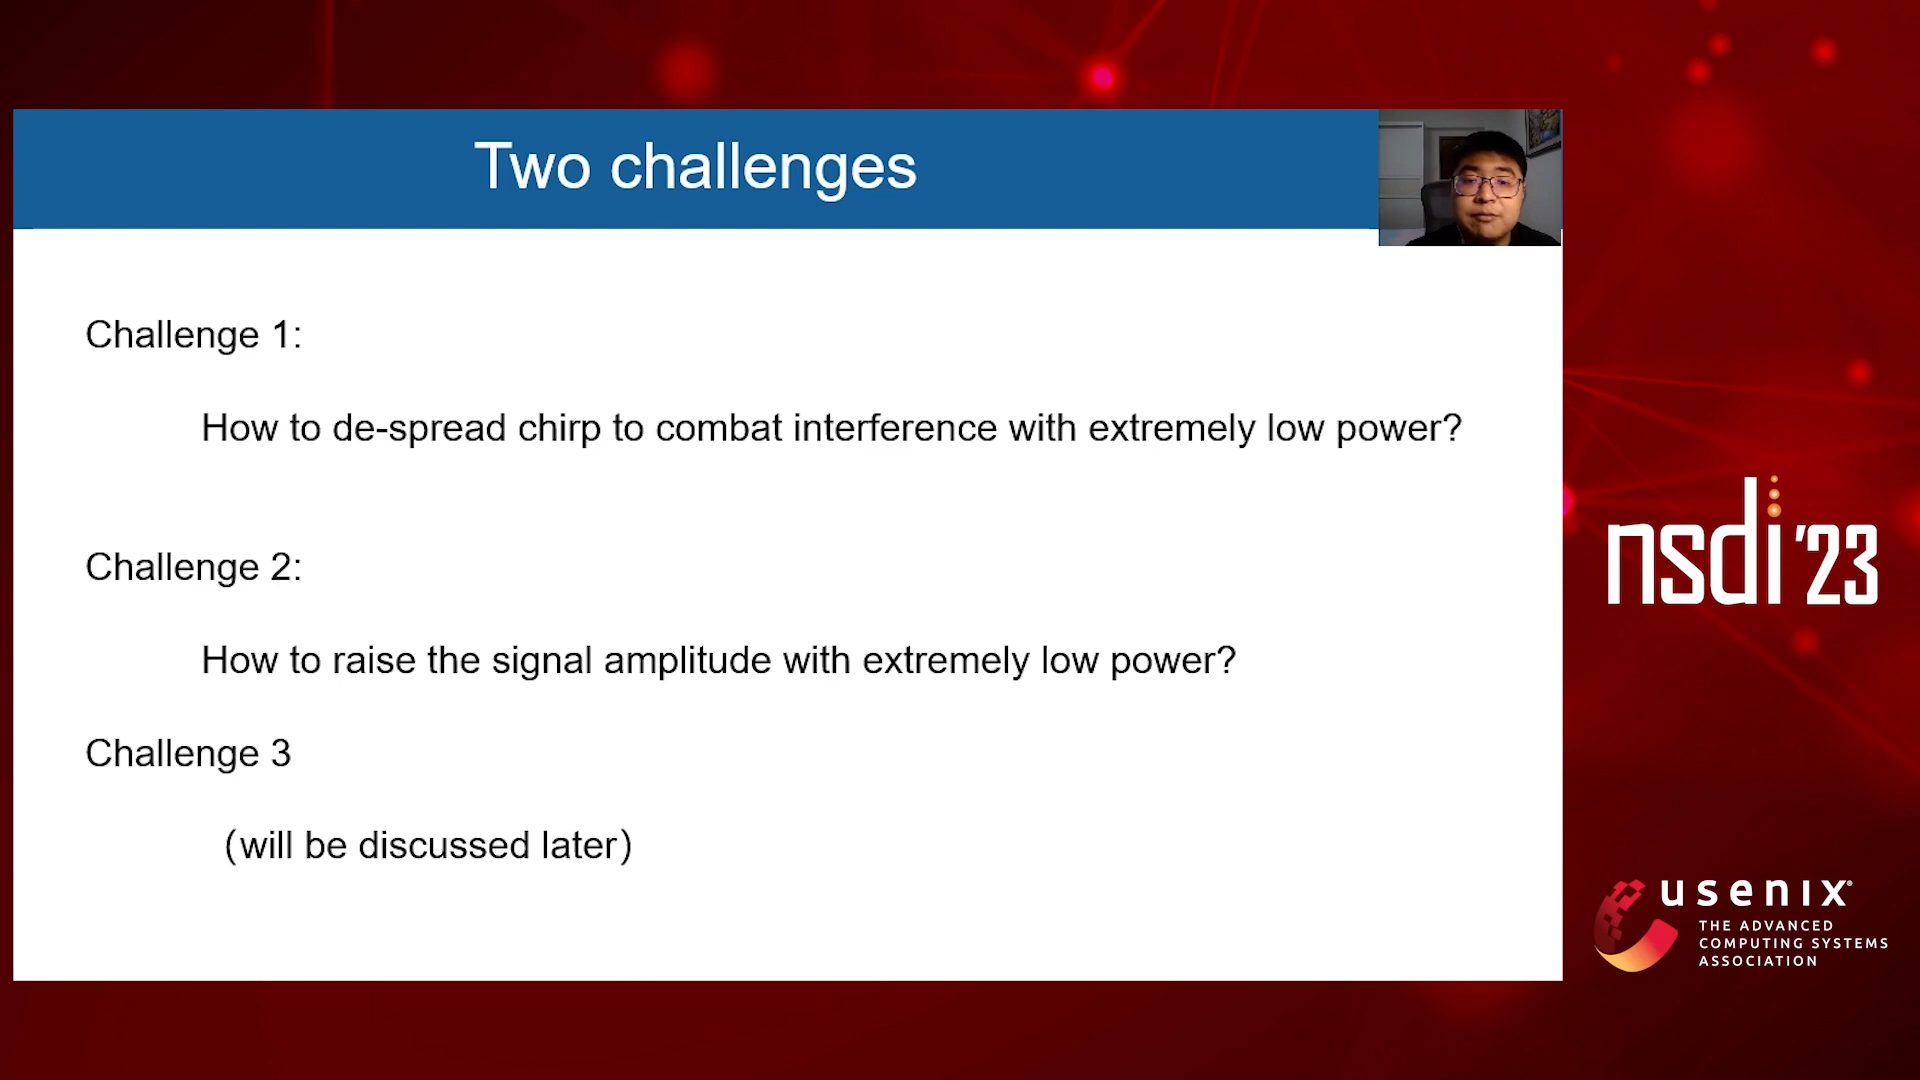 Two challenges
Challenge 1:
How to de-spread chirp to combat interference with extremely low power?
Challenge 2:
How to raise the signal amplitude with extremely low power?
Challenge 3
(will be discussed later)
nsdi '23
usenix®
THE ADVANCED
COMPUTING SYSTEMS
ASSOCIATION